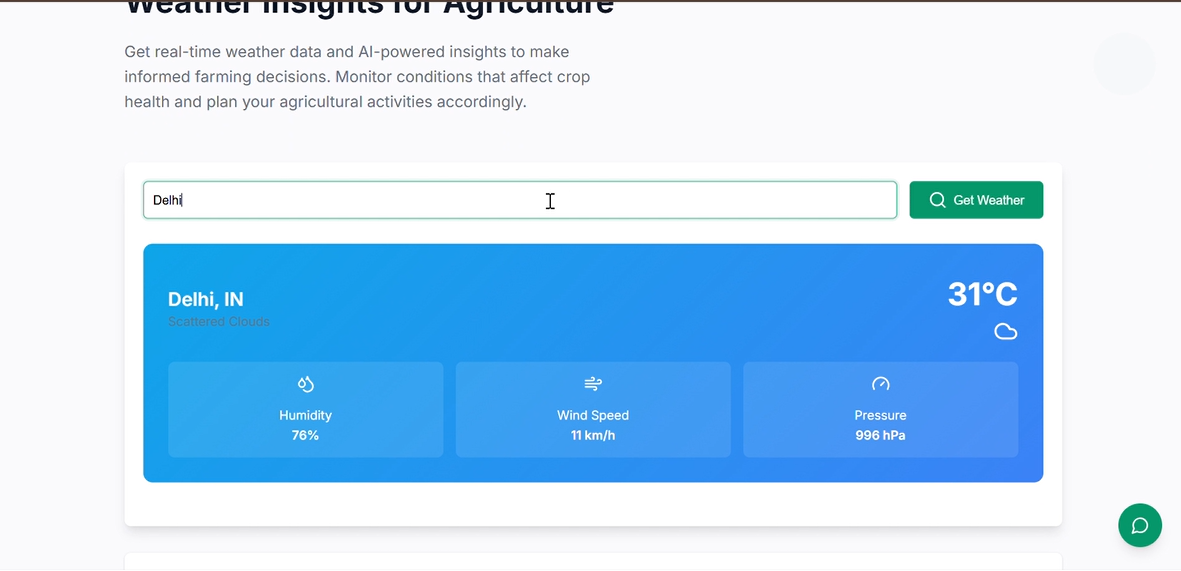 Weather Insights for Agriculture
Get real-time weather data and AI-powered insights to make
informed farming decisions. Monitor conditions that affect crop
health and plan your agricultural activities accordingly.
Delhi
Get Weather
Delhi, IN
Scattered Clouds
31°C
Humidity
76%
Wind Speed
11 km/h
Pressure
996 hPa